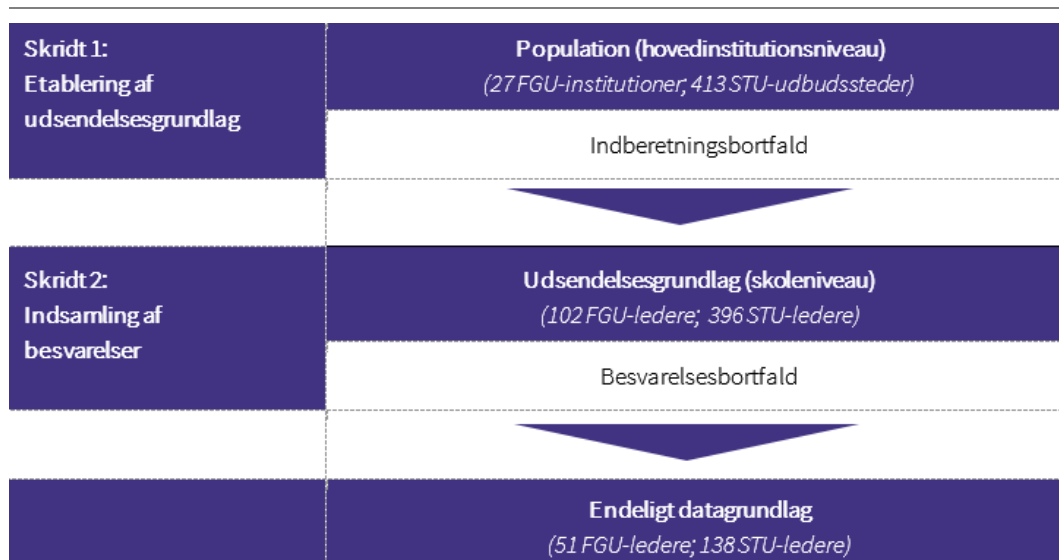 Skridt 1:
Etablering af
udsendelsesgrundlag
Population (hovedinstitutionsniveau)
(27 FGU-institutioner; 413 STU-udbudssteder)
Indberetningsbortfald
Skridt 2:
Indsamling af
besvarelser
Udsendelsesgrundlag (skoleniveau)
(102 FGU-ledere; 396 STU-ledere)
Besvarelsesbortfald
Endeligt datagrundlag
(51 FGU-ledere; 138 STU-ledere)